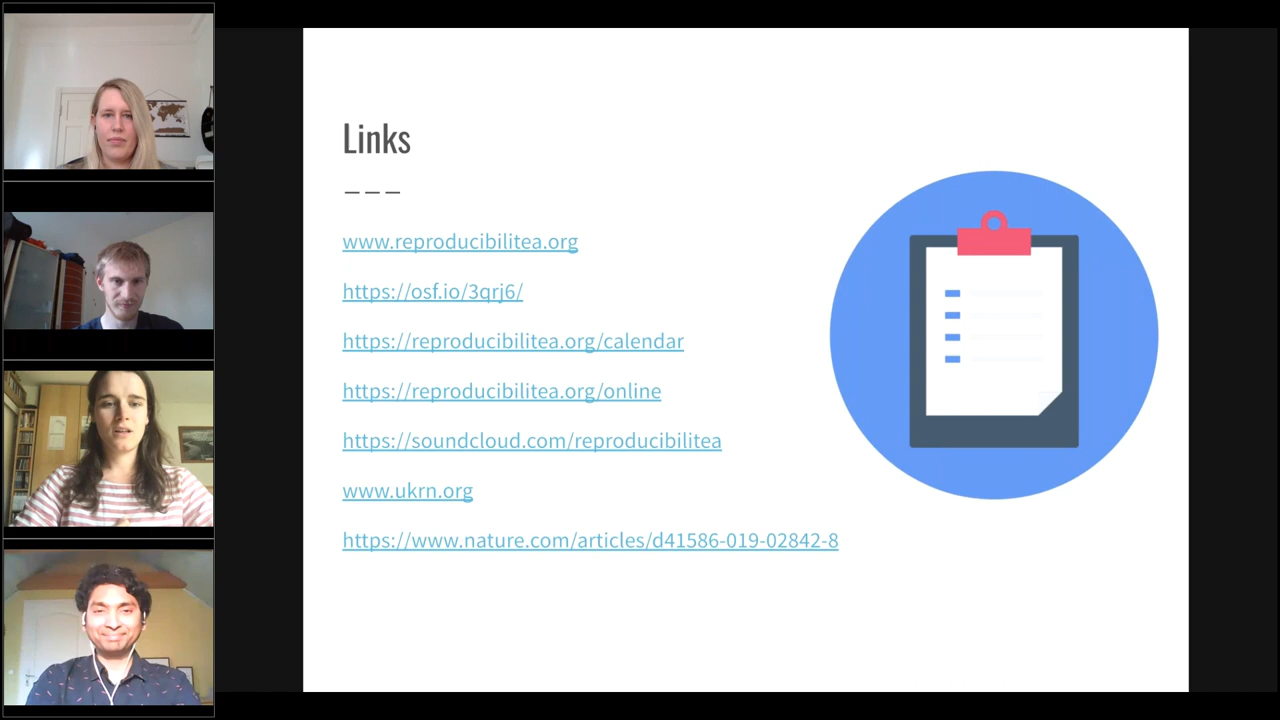 Links
www.reproducibilitea.org
https://osf.io/3qrj6/
https://reproducibilitea.org/calendar
https://reproducibilitea.org/online
https://soundcloud.com/reproducibilitea
www.ukrn.org
https://www.nature.com/articles/d41586-019-02842-8